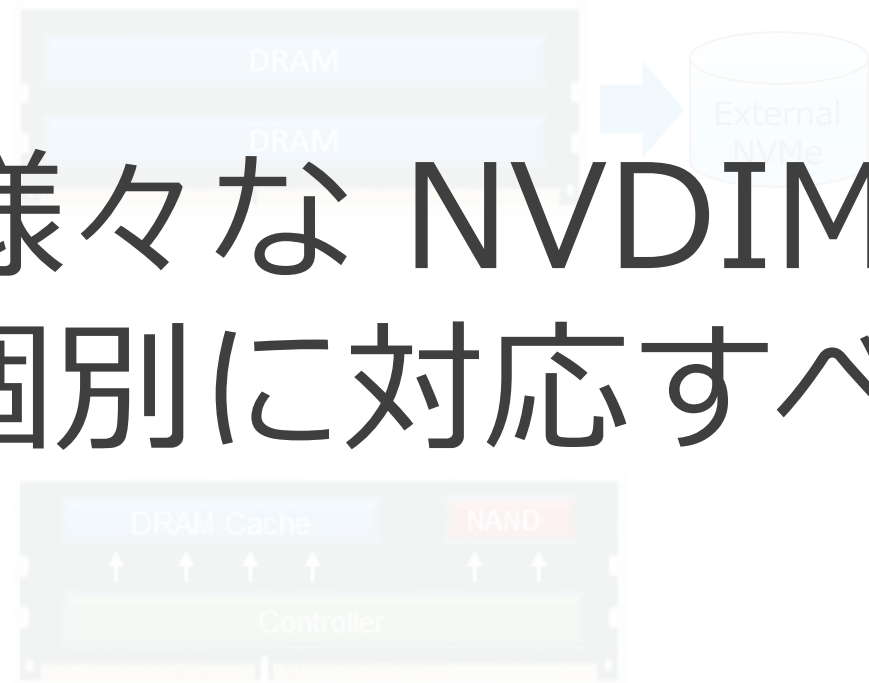 DRAM
DRAM
External
NVMe
様々な NVDIM
個別に対応すべ
DRAM Cache
NAND
Controller